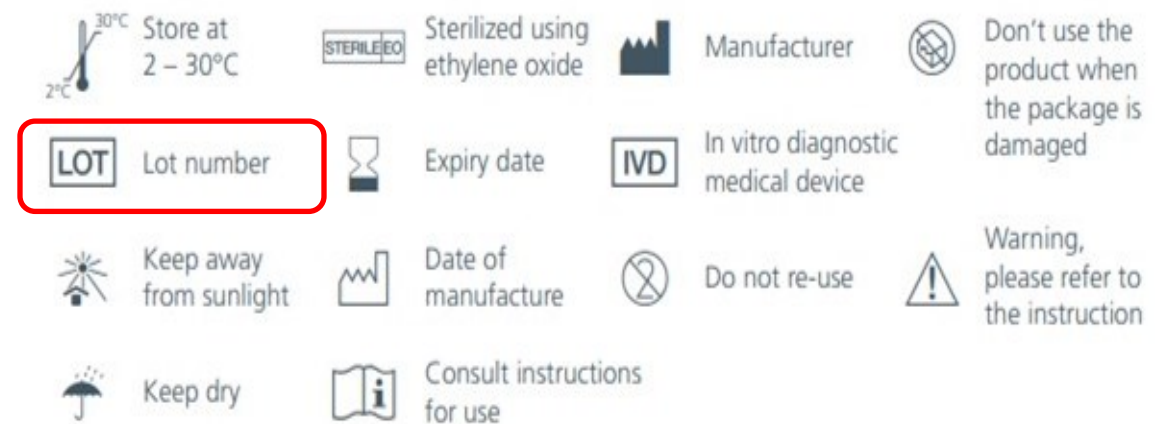 30°C
2°C
Store at
2 – 30°C
STERILE EO
Sterilized using
ethylene oxide
Manufacturer
Don't use the
product when
the package is
damaged
LOT
Lot number
Expiry date
IVD
In vitro diagnostic
medical device
Keep away
from sunlight
Date of
manufacture
2
Do not re-use
!
Warning,
please refer to
the instruction
Keep dry
i
Consult instructions
for use